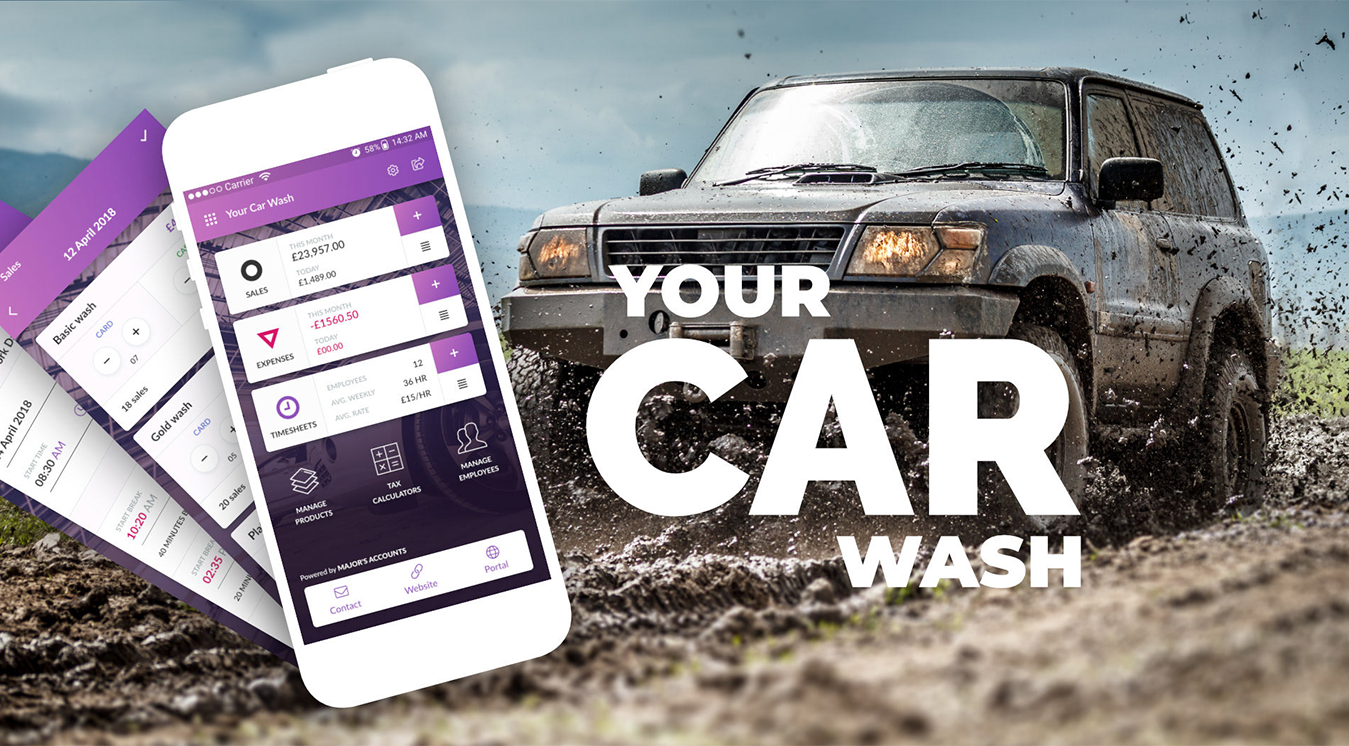 12 April 2018
Sales
Basic wash
CARD
07
18 sales
Gold wash
CARD
05
20 sales
April 2018
START TIME
08:30 AM
START BREAK
10:20 AM
40 MINUTES
START BREAK
02:35
Carrier
58%
14:32 AM
Your Car Wash
SALES
THIS MONTH
£23,957.00
TODAY
£1,489.00
EXPENSES
THIS MONTH
-£1560.50
TODAY
£00.00
TIMESHEETS
EMPLOYEES 12
AVG. WEEKLY 36 HR
AVG. RATE £15/HR
MANAGE
PRODUCTS
TAX
CALCULATORS
MANAGE
EMPLOYEES
Powered by MAJOR'S ACCOUNTS
Contact
Website
Portal
YOUR
CAR
WASH